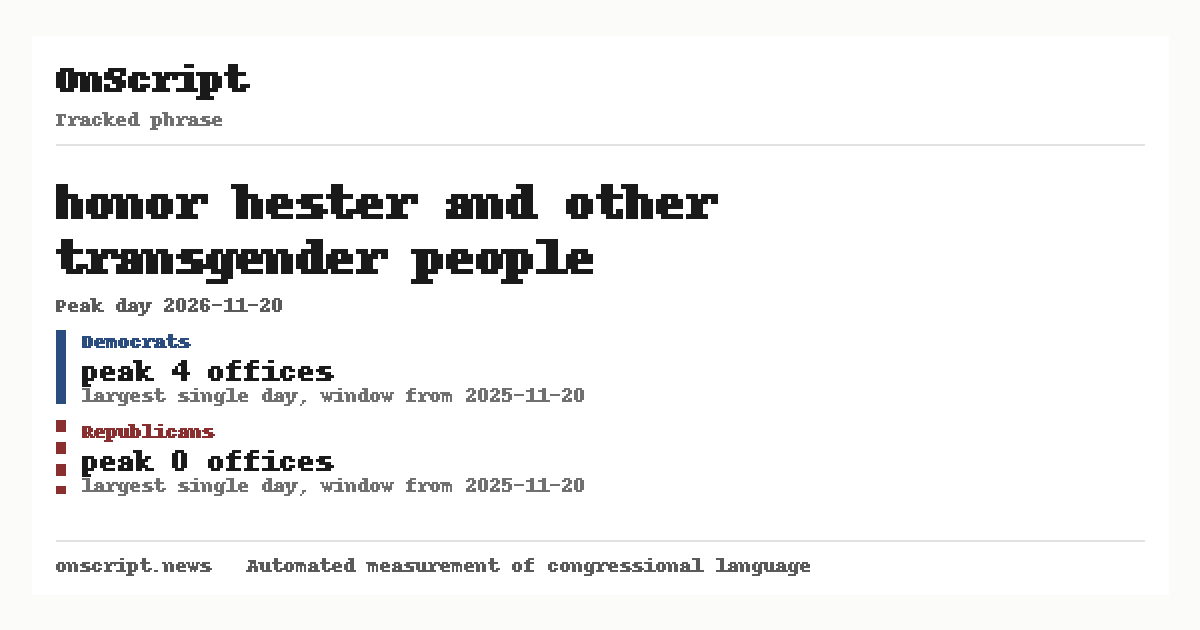 OnScript
Tracked phrase
honor hester and other
transgender people
Peak day 2026-11-20
Democrats
peak 4 offices
largest single day, window from 2025-11-20
Republicans
peak 0 offices
largest single day, window from 2025-11-20
onscript.news Automated measurement of congressional language